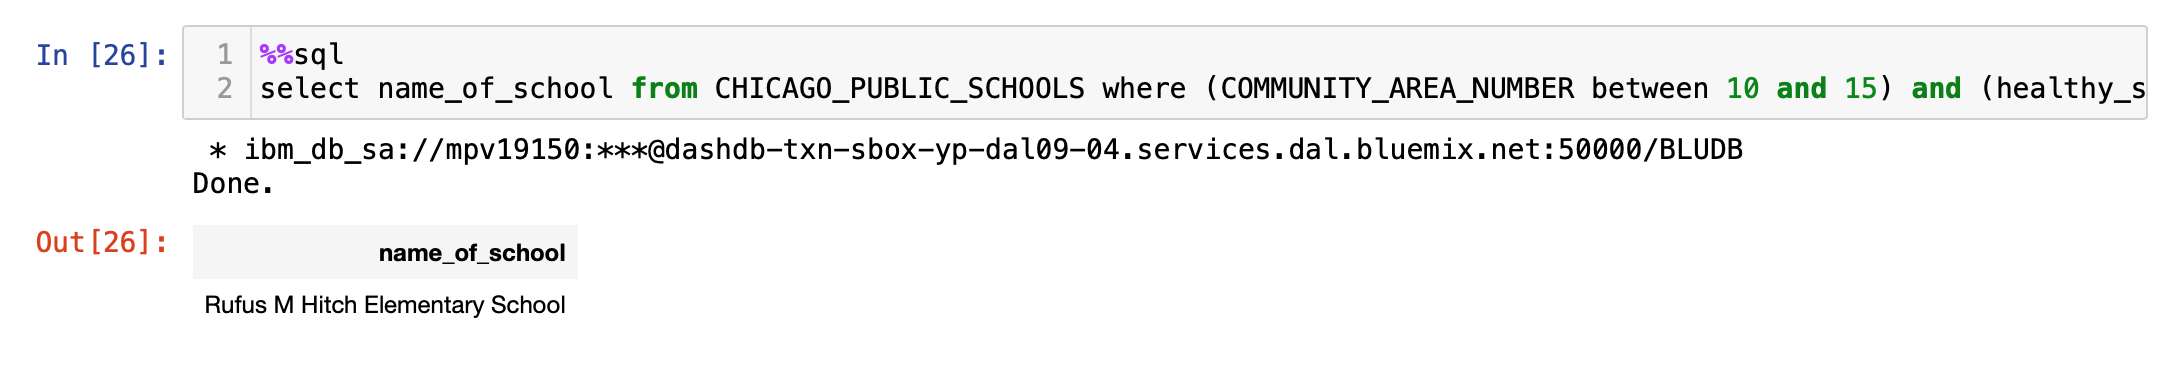 In [26]:
1 %%sql
2 select name_of_school from CHICAGO_PUBLIC_SCHOOLS where (COMMUNITY_AREA_NUMBER between 10 and 15) and (healthy_s
* ibm_db_sa://mpv19150:***@dashdb-txn-sbox-yp-dal09-04.services.dal.bluemix.net:50000/BLUDB
Done.
Out[26]:
name_of_school
Rufus M Hitch Elementary School